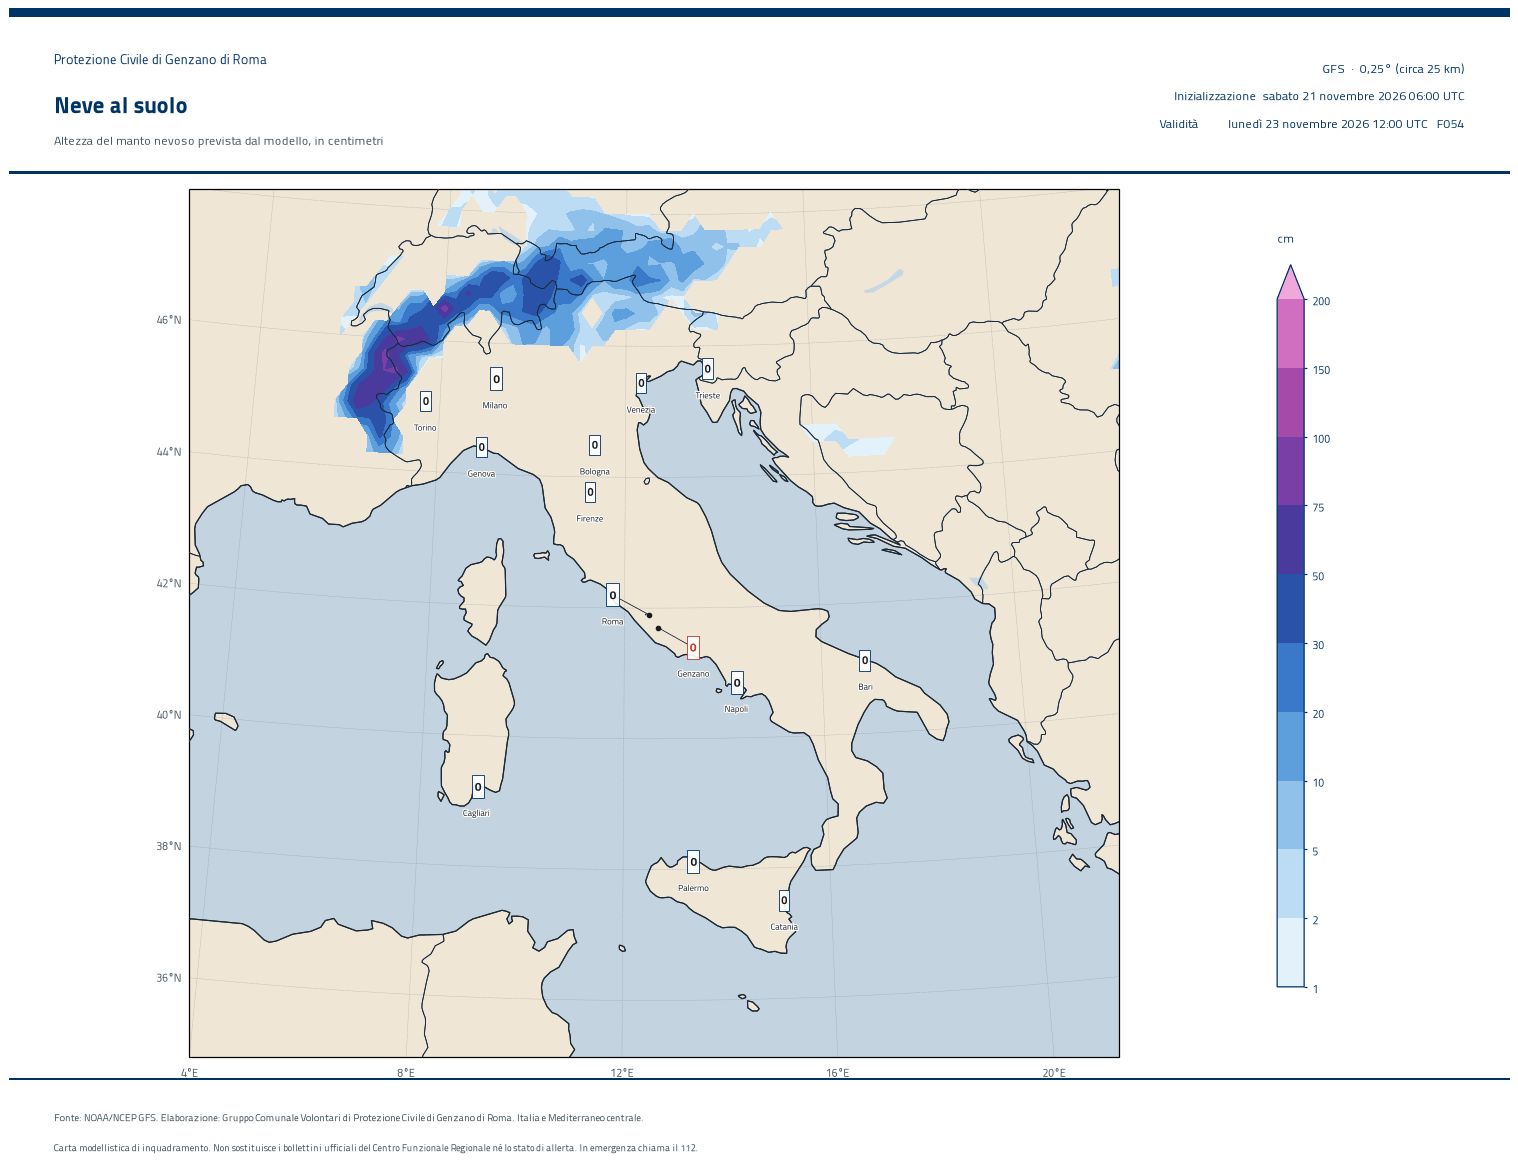 Protezione Civile di Genzano di Roma
Neve al suolo
Altezza del manto nevoso prevista dal modello, in centimetri
GFS · 0,25° (circa 25 km)
Inizializzazione sabato 21 novembre 2026 06:00 UTC
Validità lunedì 23 novembre 2026 12:00 UTC F054
cm
200
150
100
75
50
30
20
10
5
2
1
46°N
44°N
42°N
40°N
38°N
36°N
4°E
8°E
12°E
16°E
20°E
0
Trieste
0
Milano
0
Venezia
0
Torino
0
Genova
0
Bologna
0
Firenze
0
Roma
0
Genzano
0
Napoli
0
Bari
0
Cagliari
0
Palermo
0
Catania
Fonte: NOAA/NCEP GFS. Elaborazione: Gruppo Comunale Volontari di Protezione Civile di Genzano di Roma. Italia e Mediterraneo centrale.
Carta modellistica di inquadramento. Non sostituisce i bollettini ufficiali del Centro Funzionale Regionale né lo stato di allerta. In emergenza chiama il 112.